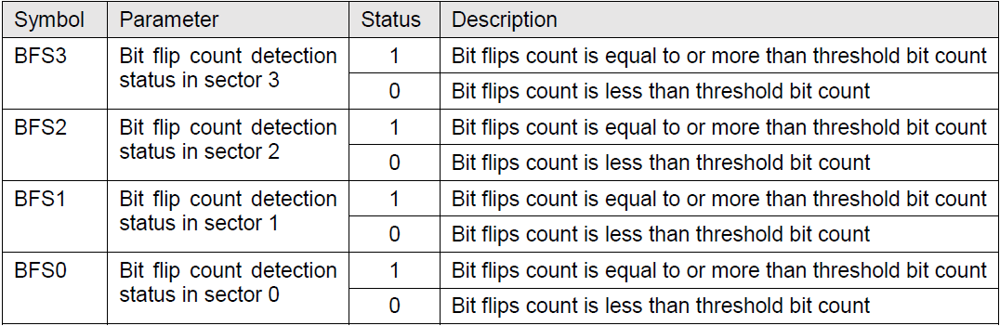 Symbol Parameter Status Description
BFS3 Bit flip count detection 1 Bit flips count is equal to or more than threshold bit count
status in sector 3
0 Bit flips count is less than threshold bit count
BFS2 Bit flip count detection 1 Bit flips count is equal to or more than threshold bit count
status in sector 2
0 Bit flips count is less than threshold bit count
BFS1 Bit flip count detection 1 Bit flips count is equal to or more than threshold bit count
status in sector 1
0 Bit flips count is less than threshold bit count
BFS0 Bit flip count detection 1 Bit flips count is equal to or more than threshold bit count
status in sector 0
0 Bit flips count is less than threshold bit count